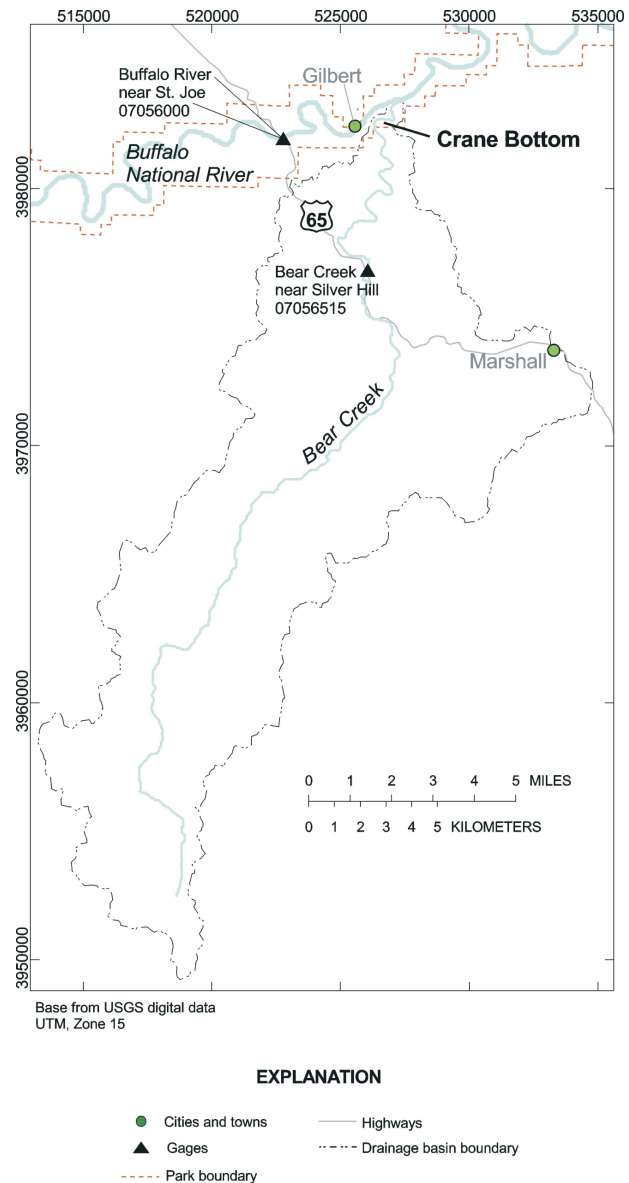 515000 520000 525000 530000 535000
Buffalo River
near St. Joe
07056000
Gilbert
Crane Bottom
Buffalo
National River
3980000
65
Bear Creek
near Silver Hill
07056515
Marshall
3970000
Bear Creek
3960000
0 1 2 3 4 5 MILES
0 1 2 3 4 5 KILOMETERS
3950000
Base from USGS digital data
UTM, Zone 15
EXPLANATION
Cities and towns
Highways
Gages
Drainage basin boundary
Park boundary